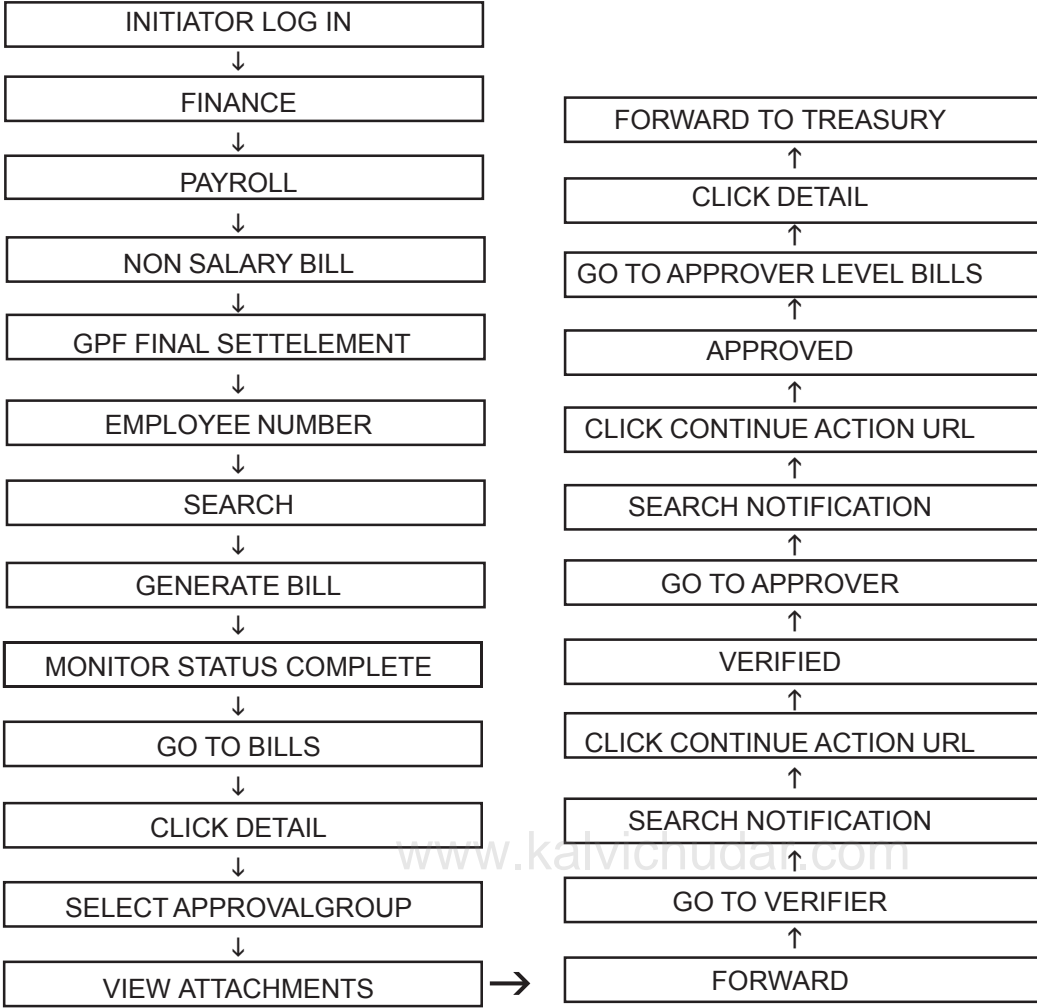 INITIATOR LOG IN
↓
FINANCE
↓
PAYROLL
↓
NON SALARY BILL
↓
GPF FINAL SETTELEMENT
↓
EMPLOYEE NUMBER
↓
SEARCH
↓
GENERATE BILL
↓
MONITOR STATUS COMPLETE
↓
GO TO BILLS
↓
CLICK DETAIL
↓
SELECT APPROVALGROUP
↓
VIEW ATTACHMENTS →
FORWARD
↑
GO TO VERIFIER
↑
SEARCH NOTIFICATION
↑
CLICK CONTINUE ACTION URL
↑
VERIFIED
↑
GO TO APPROVER
↑
SEARCH NOTIFICATION
↑
CLICK CONTINUE ACTION URL
↑
APPROVED
↑
GO TO APPROVER LEVEL BILLS
↑
CLICK DETAIL
↑
FORWARD TO TREASURY
www.kalvichudar.com